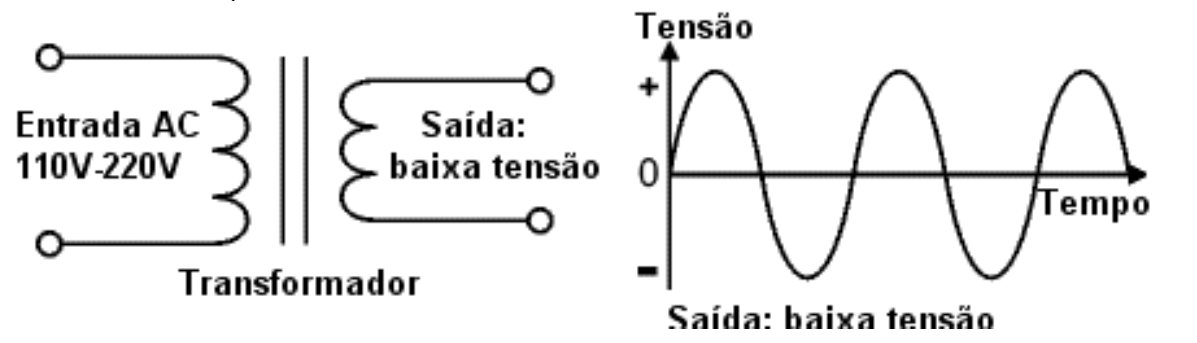 Entrada AC
110V-220V
Saída:
baixa tensão
Transformador
Tensão
+
0
-
Tempo
Saída: baixa tensão